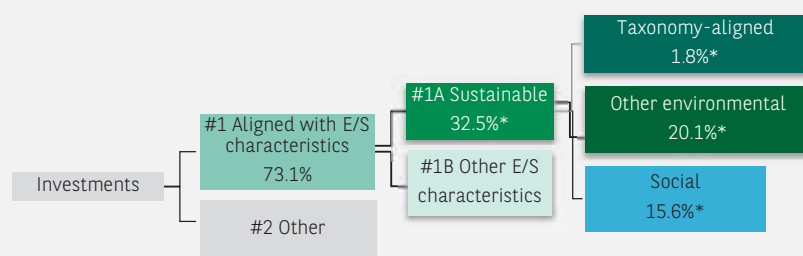 Taxonomy-aligned
1.8%*
#1A Sustainable
32.5%*
Other environmental
20.1%*
#1 Aligned with E/S
characteristics
73.1%
#1B Other E/S
characteristics
Social
15.6%*
Investments
#2 Other